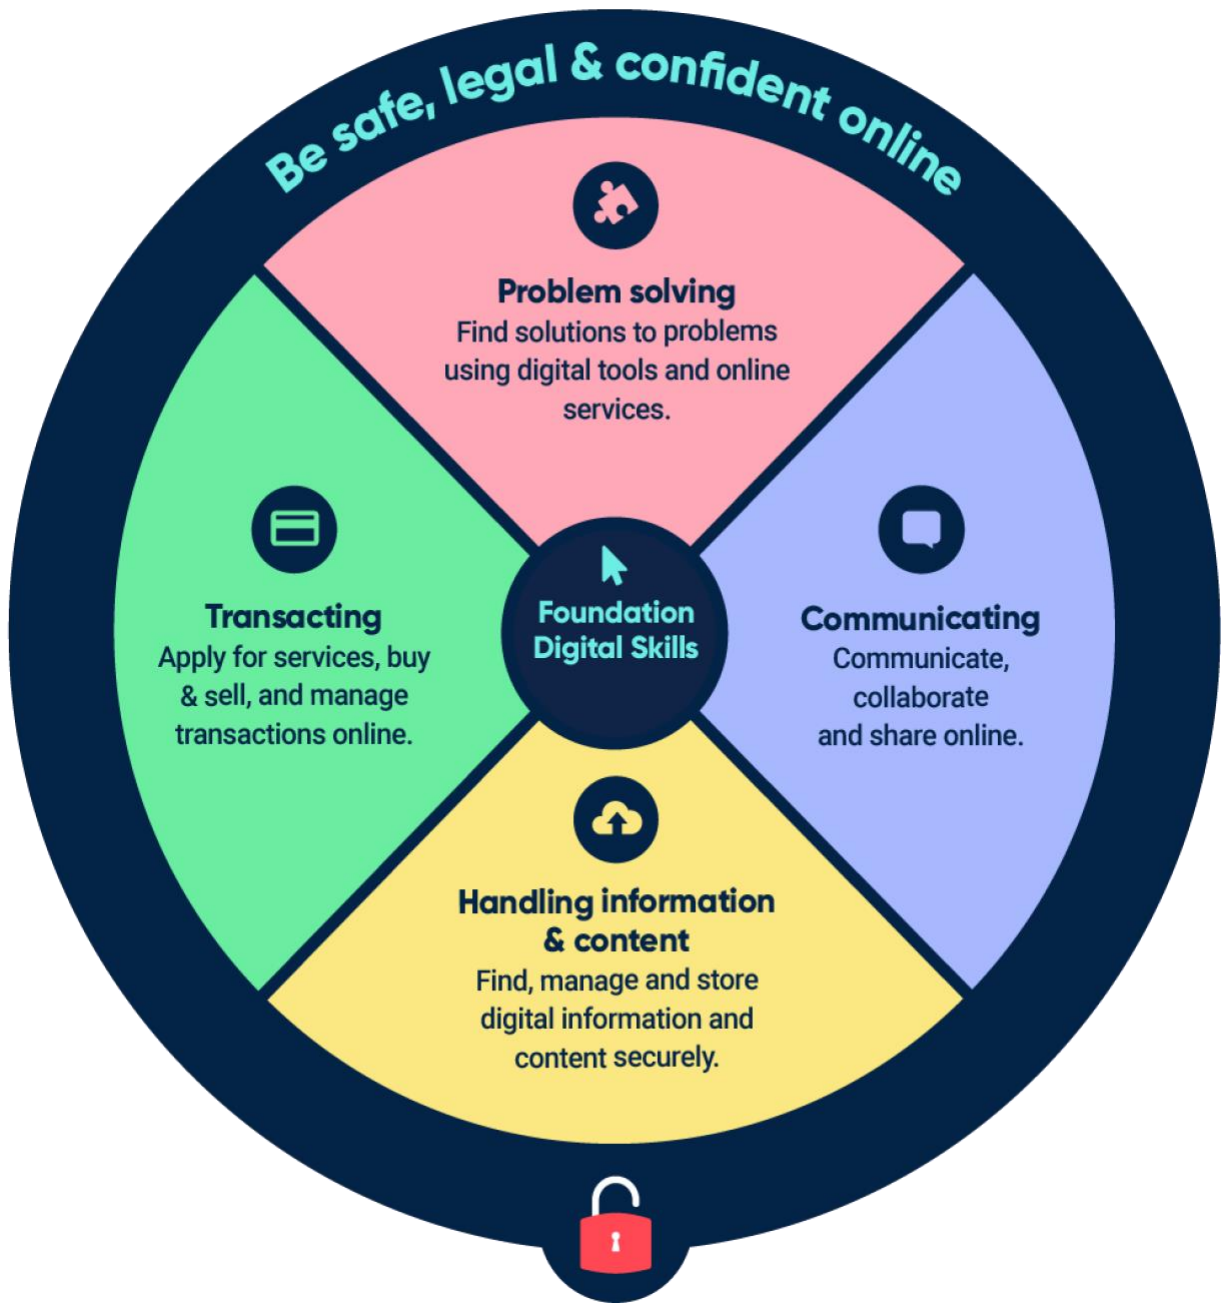 Be safe, legal & confident online
Problem solving
Find solutions to problems
using digital tools and online
services.
Transacting
Apply for services, buy
& sell, and manage
transactions online.
Foundation
Digital Skills
Communicating
Communicate,
collaborate
and share online.
Handling information
& content
Find, manage and store
digital information and
content securely.